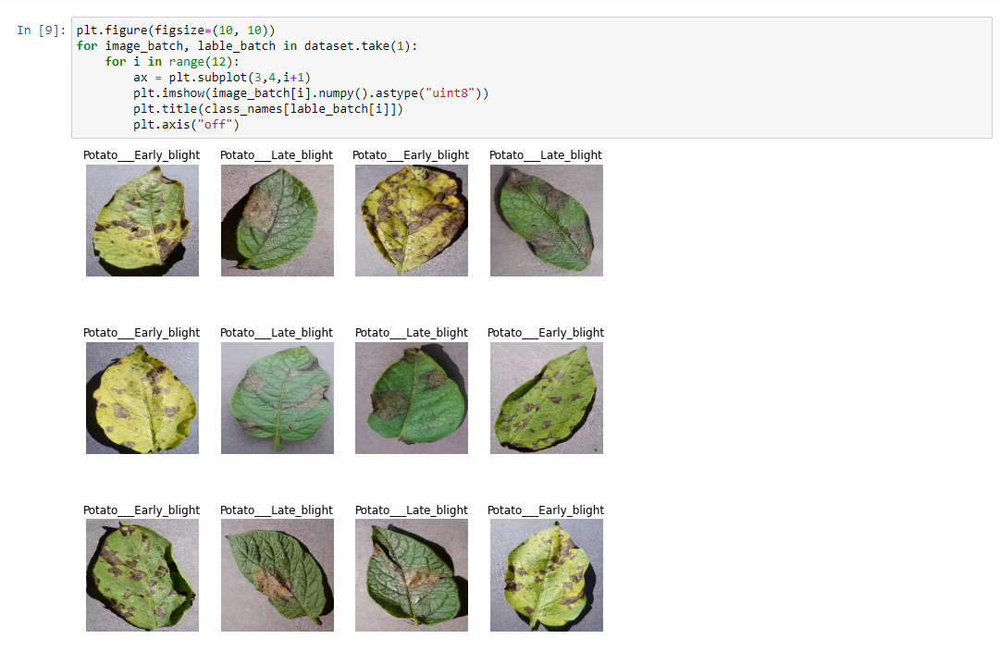 In [9]: plt.figure(figsize=(10, 10))
for image_batch, lable_batch in dataset.take(1):
    for i in range(12):
        ax = plt.subplot(3,4,i+1)
        plt.imshow(image_batch[i].numpy().astype("uint8"))
        plt.title(class_names[lable_batch[i]])
        plt.axis("off")
Potato___Early_blight Potato___Late_blight Potato___Early_blight Potato___Late_blight
Potato___Early_blight Potato___Late_blight Potato___Late_blight Potato___Early_blight
Potato___Early_blight Potato___Late_blight Potato___Late_blight Potato___Early_blight